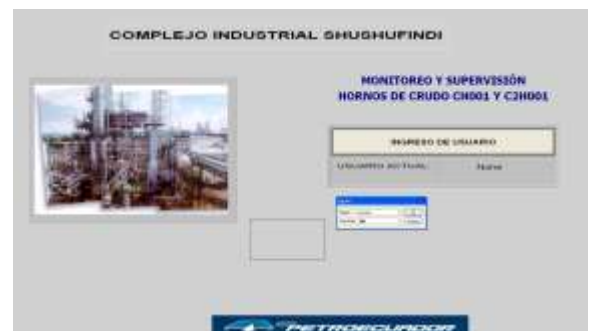 COMPLEJO INDUSTRIAL SHUSHUFINDI
MONITOREO Y SUPERVISIÓN
HORNOS DE CRUDO CH001 Y C2H001
INGRESO DE USUARIO
USUARIO ACTUAL: None
PETROECUADOR